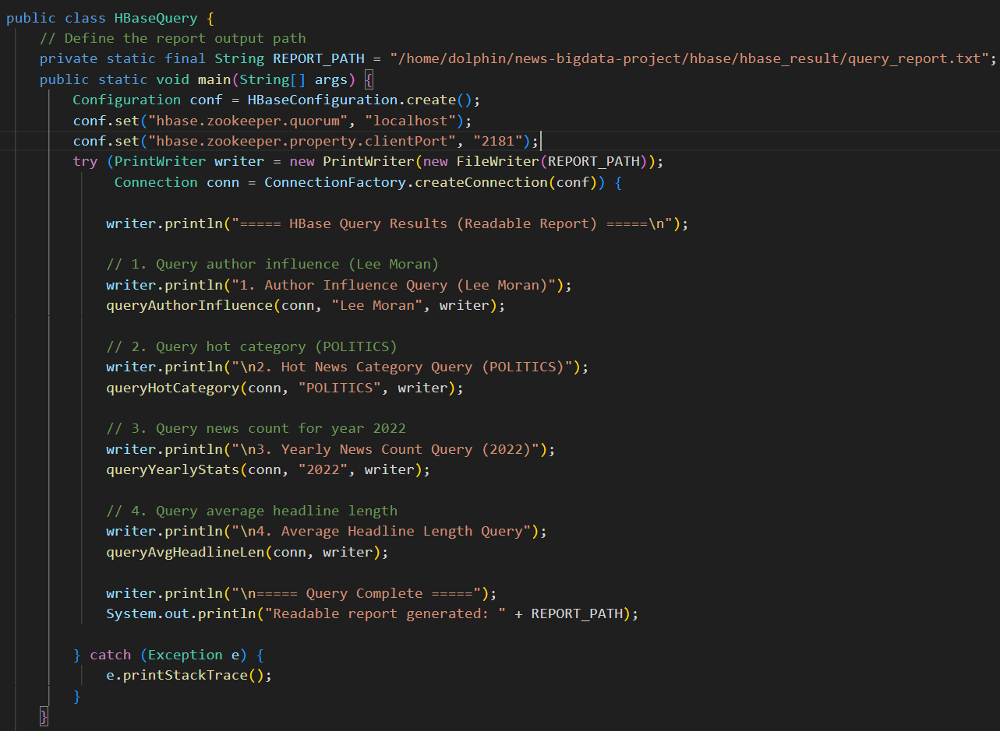 public class HBaseQuery {
// Define the report output path
private static final String REPORT_PATH = "/home/dolphin/news-bigdata-project/hbase/hbase_result/query_report.txt";
public static void main(String[] args) {
Configuration conf = HBaseConfiguration.create();
conf.set("hbase.zookeeper.quorum", "localhost");
conf.set("hbase.zookeeper.property.clientPort", "2181");
try (PrintWriter writer = new PrintWriter(new FileWriter(REPORT_PATH));
Connection conn = ConnectionFactory.createConnection(conf)) {
writer.println("===== HBase Query Results (Readable Report) =====\n");
// 1. Query author influence (Lee Moran)
writer.println("1. Author Influence Query (Lee Moran)");
queryAuthorInfluence(conn, "Lee Moran", writer);
// 2. Query hot category (POLITICS)
writer.println("\n2. Hot News Category Query (POLITICS)");
queryHotCategory(conn, "POLITICS", writer);
// 3. Query news count for year 2022
writer.println("\n3. Yearly News Count Query (2022)");
queryYearlyStats(conn, "2022", writer);
// 4. Query average headline length
writer.println("\n4. Average Headline Length Query");
queryAvgHeadlineLen(conn, writer);
writer.println("\n===== Query Complete =====");
System.out.println("Readable report generated: " + REPORT_PATH);
} catch (Exception e) {
e.printStackTrace();
}
}